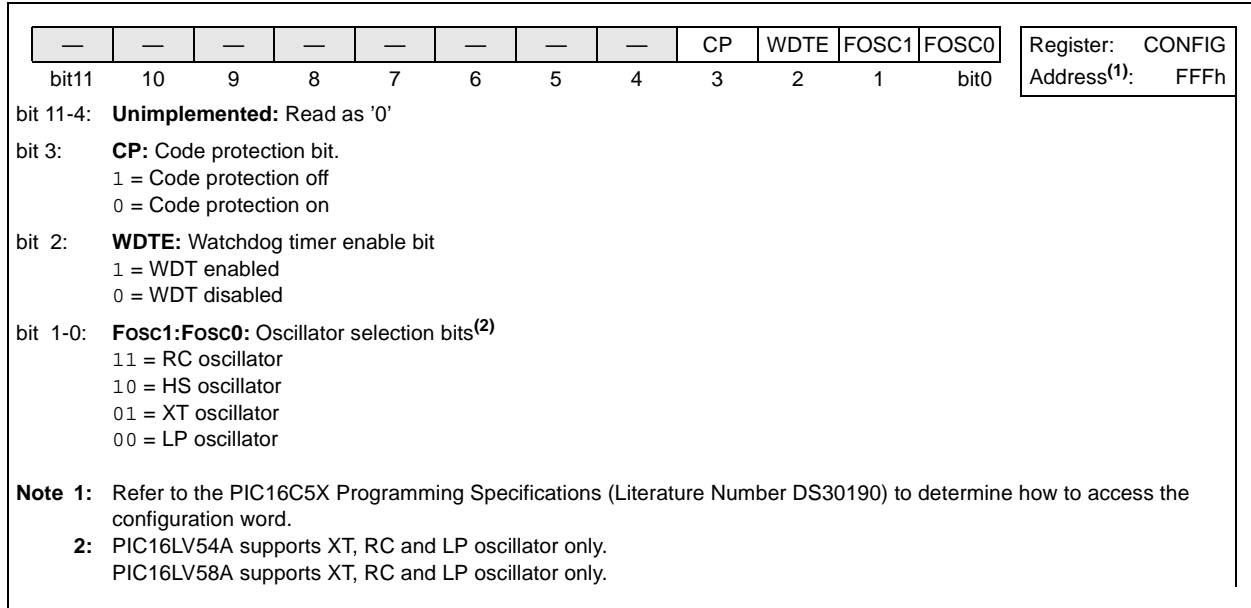 — — — — — — — — CP WDTE FOSC1 FOSC0 Register: CONFIG
bit11 10 9 8 7 6 5 4 3 2 1 bit0 Address(1): FFFh
bit 11-4: Unimplemented: Read as '0'
bit 3: CP: Code protection bit.
1 = Code protection off
0 = Code protection on
bit 2: WDTE: Watchdog timer enable bit
1 = WDT enabled
0 = WDT disabled
bit 1-0: FOSC1:FOSC0: Oscillator selection bits(2)
11 = RC oscillator
10 = HS oscillator
01 = XT oscillator
00 = LP oscillator
Note 1: Refer to the PIC16C5X Programming Specifications (Literature Number DS30190) to determine how to access the
configuration word.
2: PIC16LV54A supports XT, RC and LP oscillator only.
PIC16LV58A supports XT, RC and LP oscillator only.